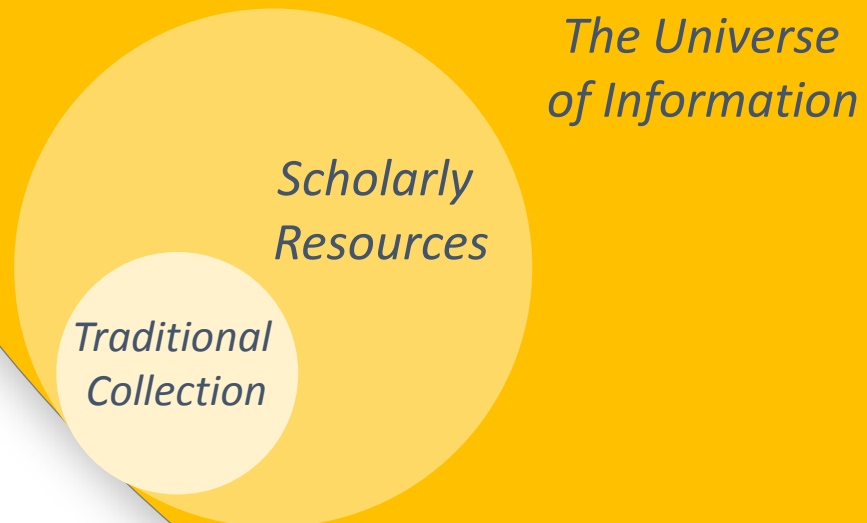 The Universe
of Information
Scholarly
Resources
Traditional
Collection